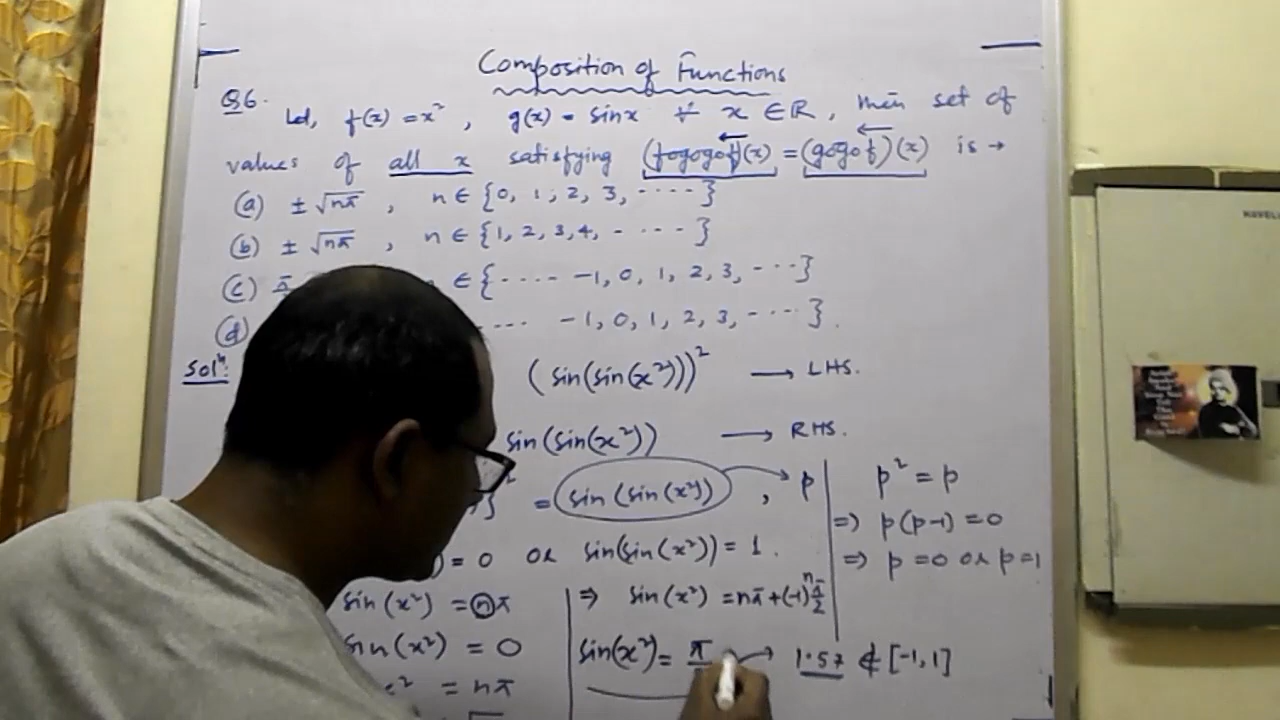 Composition of Functions
Q6. Let, f(x) = x², g(x) = sinx ∀ x ∈ R, then set of
values of all x satisfying (fogogof)(x) = (gogof)(x) is →
(a) ± √nπ , n ∈ {0, 1, 2, 3, ----}
(b) ± √nπ , n ∈ {1, 2, 3, 4, - --- }
(c) ∈ {---- -1, 0, 1, 2, 3, ---}
(d) --- -1, 0, 1, 2, 3, ---- }.
Solⁿ: (sin(sin(x²)))² → LHS.
sin(sin(x²)) → RHS.
}² = sin(sin(x²)) , p
) = 0 or sin(sin(x²)) = 1.
sin(x²) = nπ
⇒ sin(x²) = nπ + (-1)ⁿ π/2
sin(x²) = 0
sin(x²) = π → 1.57 ∉ [-1, 1]
x² = nπ
p² = p
⇒ p(p-1) = 0
⇒ p = 0 or p = 1
HAVELL